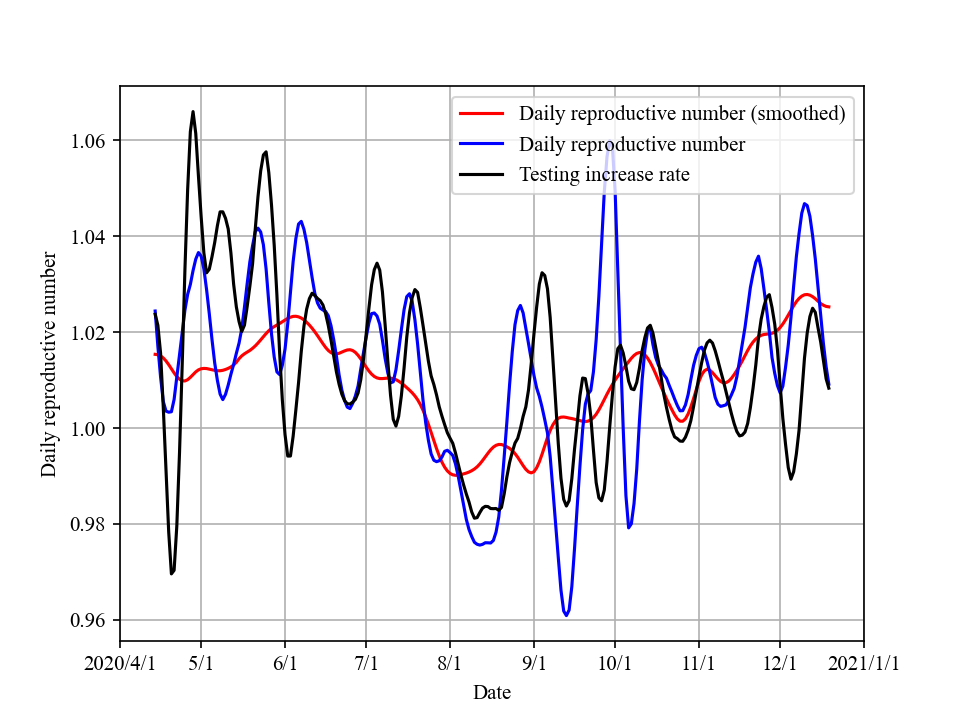 Daily reproductive number (smoothed)
Daily reproductive number
Testing increase rate
Daily reproductive number
1.06
1.04
1.02
1.00
0.98
0.96
2020/4/1 5/1 6/1 7/1 8/1 9/1 10/1 11/1 12/1 2021/1/1
Date